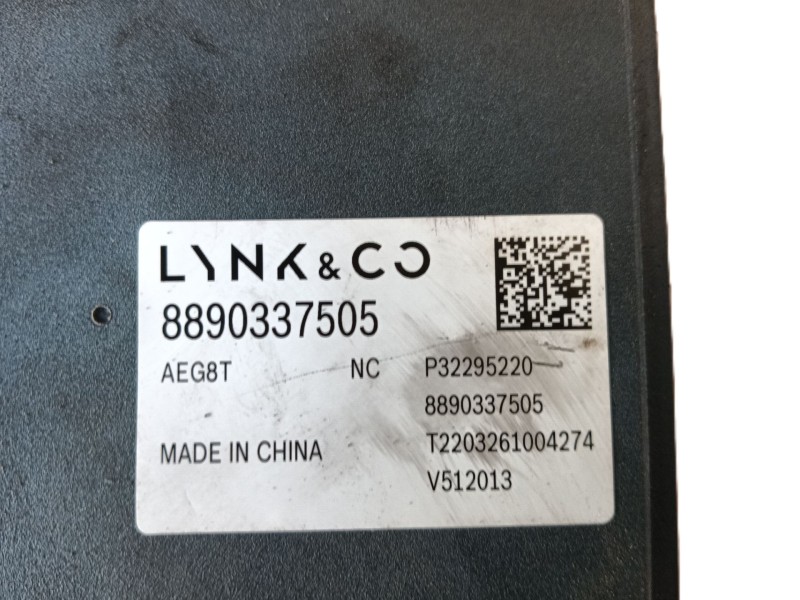 LYNK & CO
8890337505
AEG8T NC P32295220
8890337505
MADE IN CHINA T2203261004274
V512013